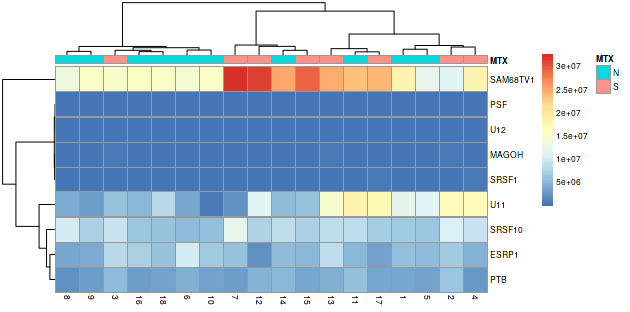 MTX
MTX
N
S
3e+07
2.5e+07
2e+07
1.5e+07
1e+07
5e+06
SAM68TV1
PSF
U12
MAGOH
SRSF1
U11
SRSF10
ESRP1
PTB
8 9 3 16 18 6 10 7 12 14 15 13 11 17 1 5 2 4